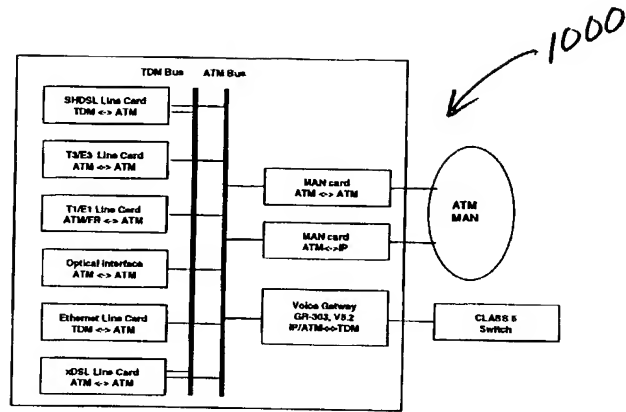 1000
TDM Bus ATM Bus
SHDSL Line Card
TDM <-> ATM
T3/E3 Line Card
ATM <-> ATM
T1/E1 Line Card
ATM/FR <-> ATM
Optical Interface
ATM <-> ATM
Ethernet Line Card
TDM <-> ATM
xDSL Line Card
ATM <-> ATM
MAN card
ATM <-> ATM
MAN card
ATM<->IP
Voice Getway
GR-303, V5.2
IP/ATM<->TDM
ATM
MAN
CLASS 5
Switch